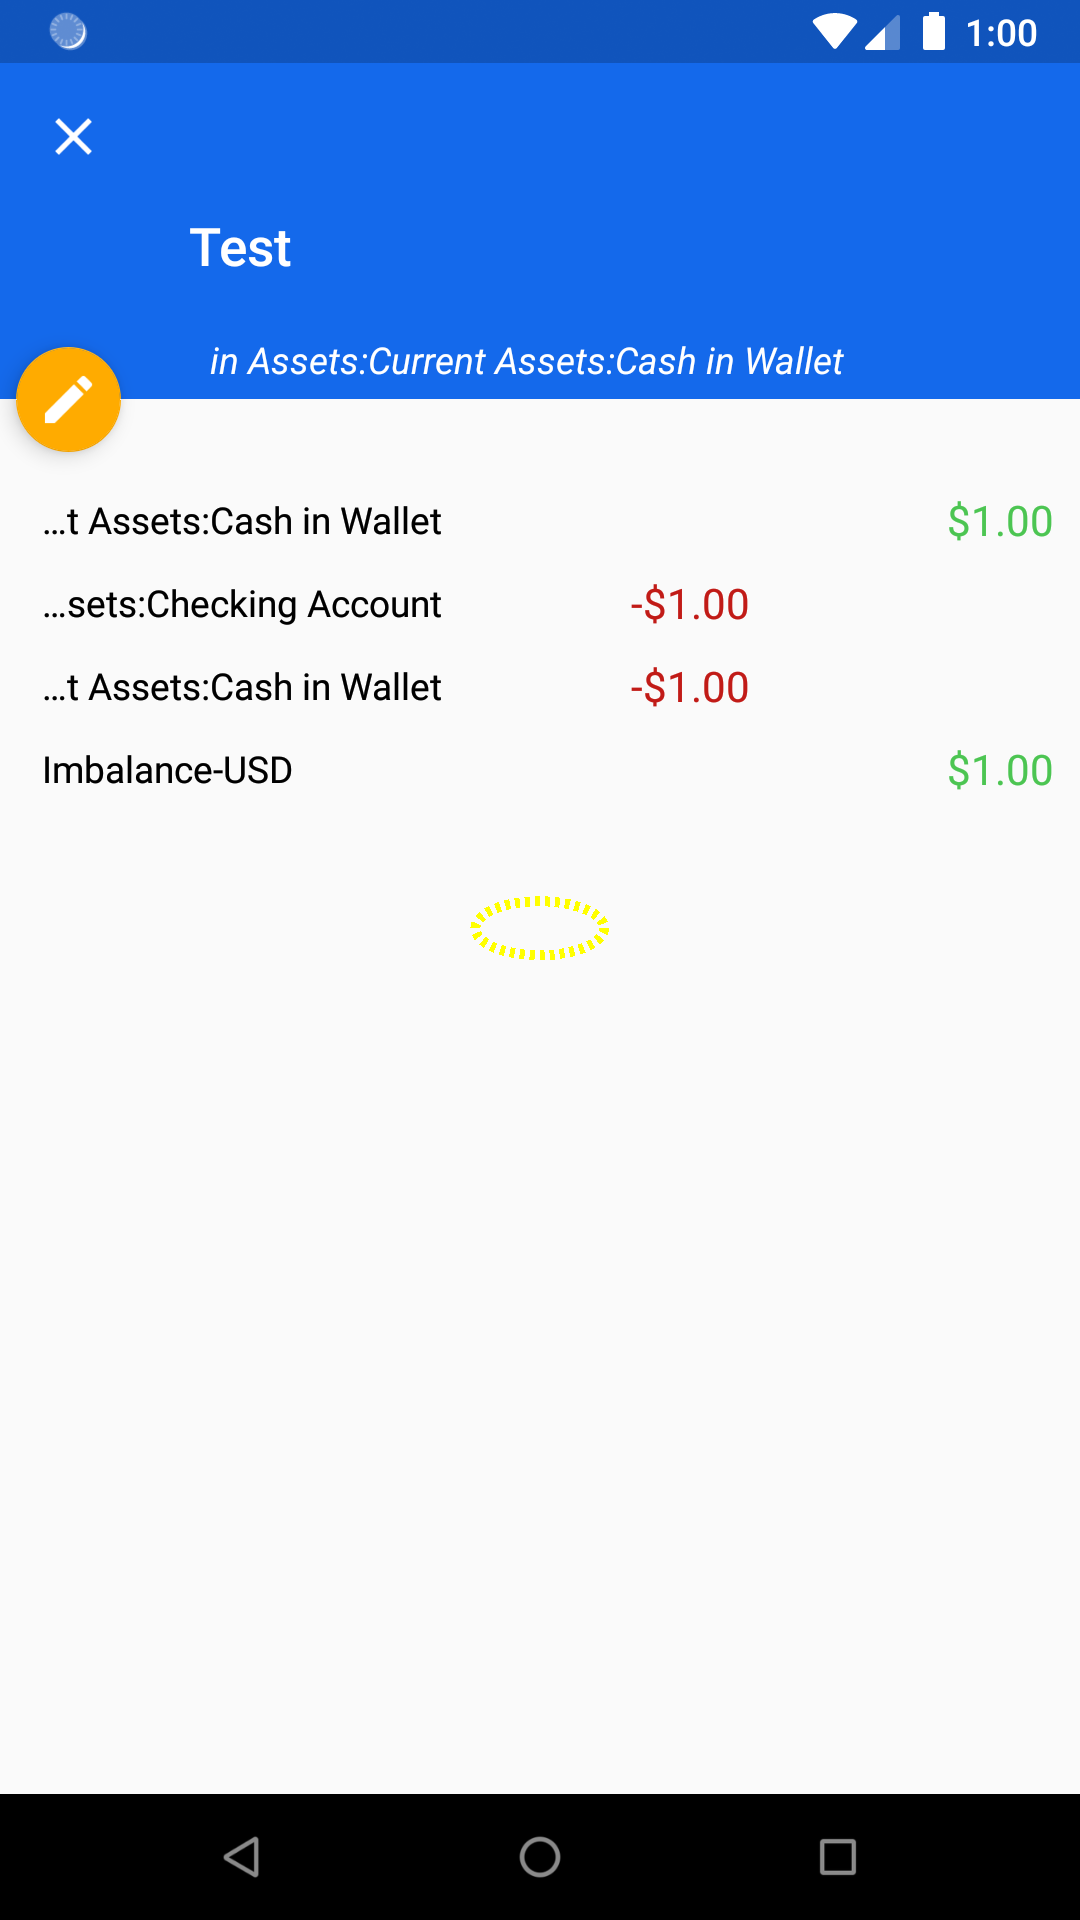 1:00
Test
in Assets:Current Assets:Cash in Wallet
…t Assets:Cash in Wallet $1.00
…sets:Checking Account -$1.00
…t Assets:Cash in Wallet -$1.00
Imbalance-USD $1.00